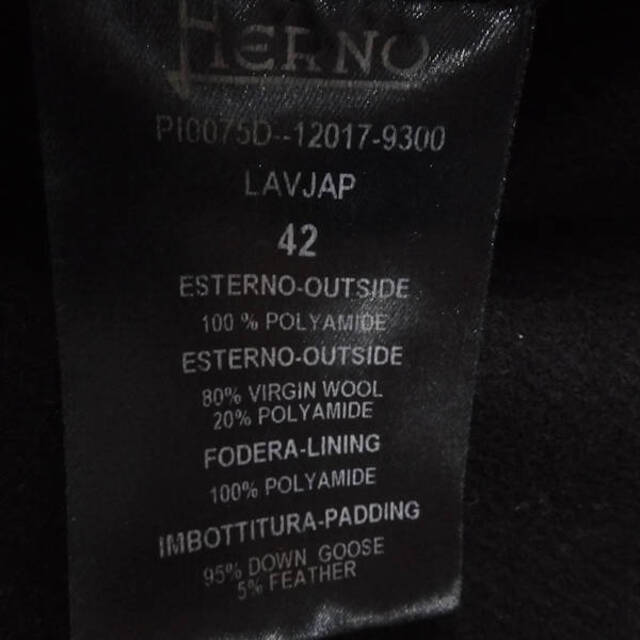 HERNO
PI0075D--12017-9300
LAVJAP
42
ESTERNO-OUTSIDE
100 % POLYAMIDE
ESTERNO-OUTSIDE
80% VIRGIN WOOL
20% POLYAMIDE
FODERA-LINING
100% POLYAMIDE
IMBOTTITURA-PADDING
95% DOWN GOOSE
5% FEATHER